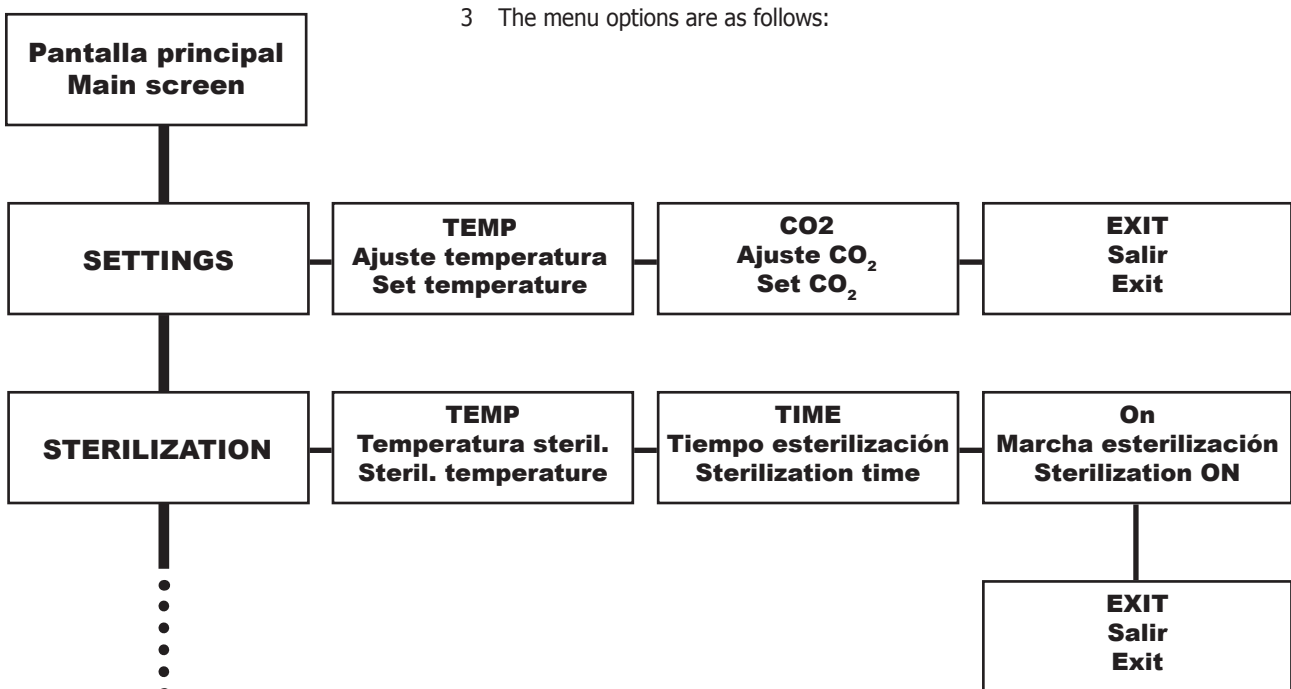 3 The menu options are as follows:
Pantalla principal
Main screen
SETTINGS
TEMP
Ajuste temperatura
Set temperature
CO2
Ajuste CO₂
Set CO₂
EXIT
Salir
Exit
STERILIZATION
TEMP
Temperatura steril.
Steril. temperature
TIME
Tiempo esterilización
Sterilization time
On
Marcha esterilización
Sterilization ON
EXIT
Salir
Exit